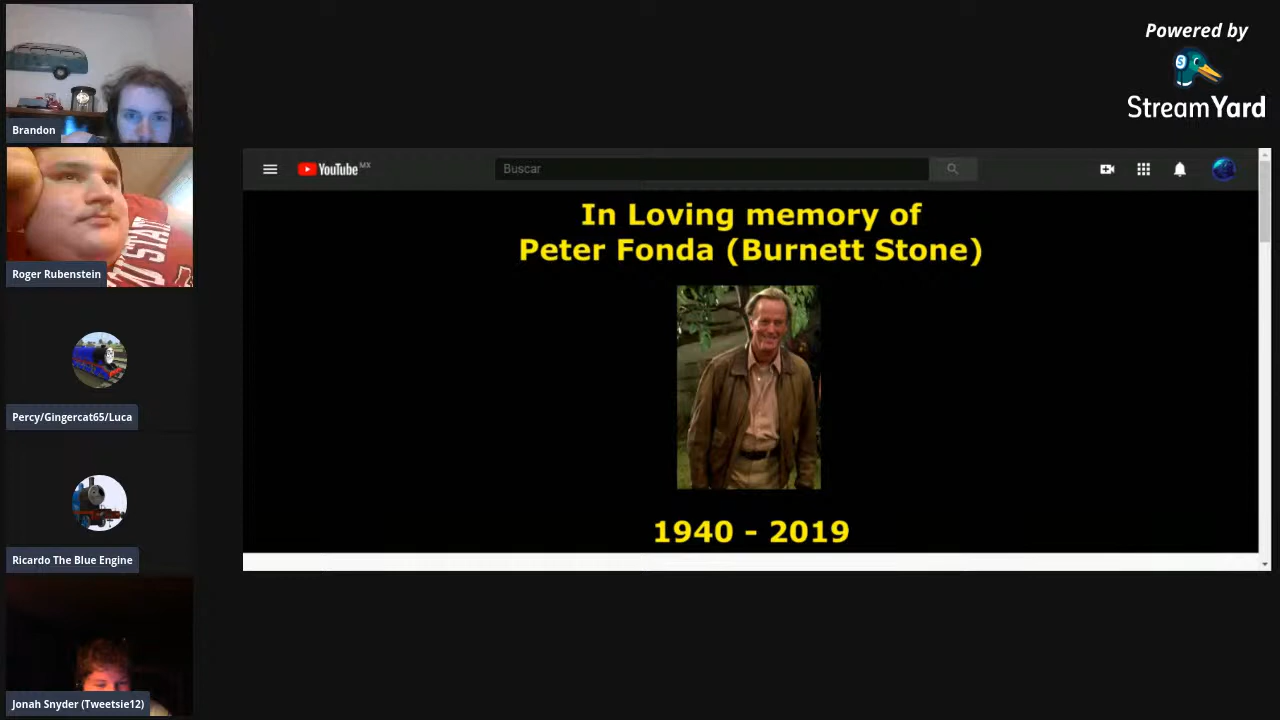 Powered by
StreamYard
Brandon
Roger Rubenstein
Percy/Gingercat65/Luca
Ricardo The Blue Engine
Jonah Snyder (Tweetsie12)
YouTube MX
Buscar
In Loving memory of
Peter Fonda (Burnett Stone)
1940 - 2019